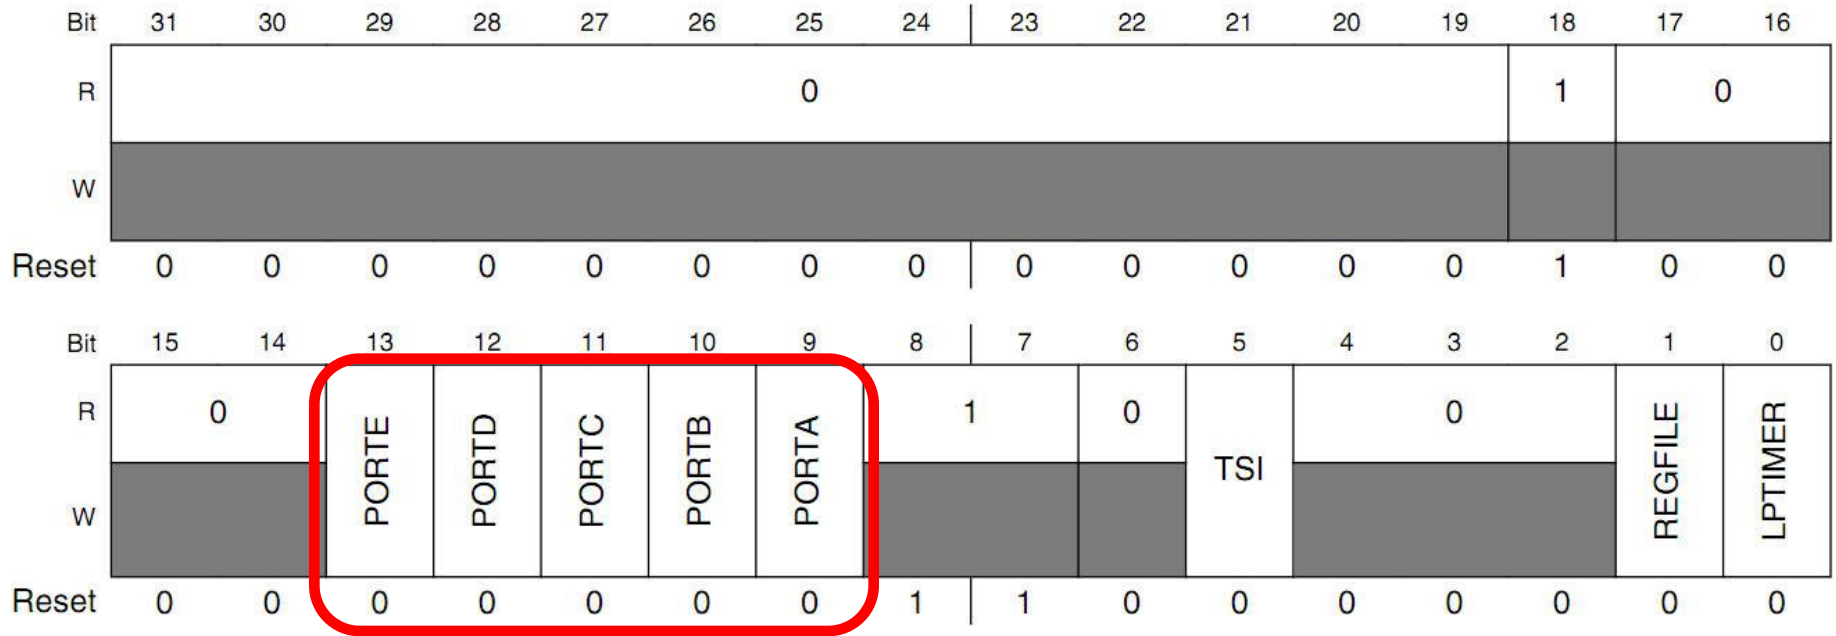 Bit 31 30 29 28 27 26 25 24 23 22 21 20 19 18 17 16
R 0 1 0
W
Reset 0 0 0 0 0 0 0 0 0 0 0 0 0 1 0 0
Bit 15 14 13 12 11 10 9 8 7 6 5 4 3 2 1 0
R 0 PORTE PORTD PORTC PORTB PORTA 1 0 TSI 0 REGFILE LPTIMER
W
Reset 0 0 0 0 0 0 0 1 1 0 0 0 0 0 0 0